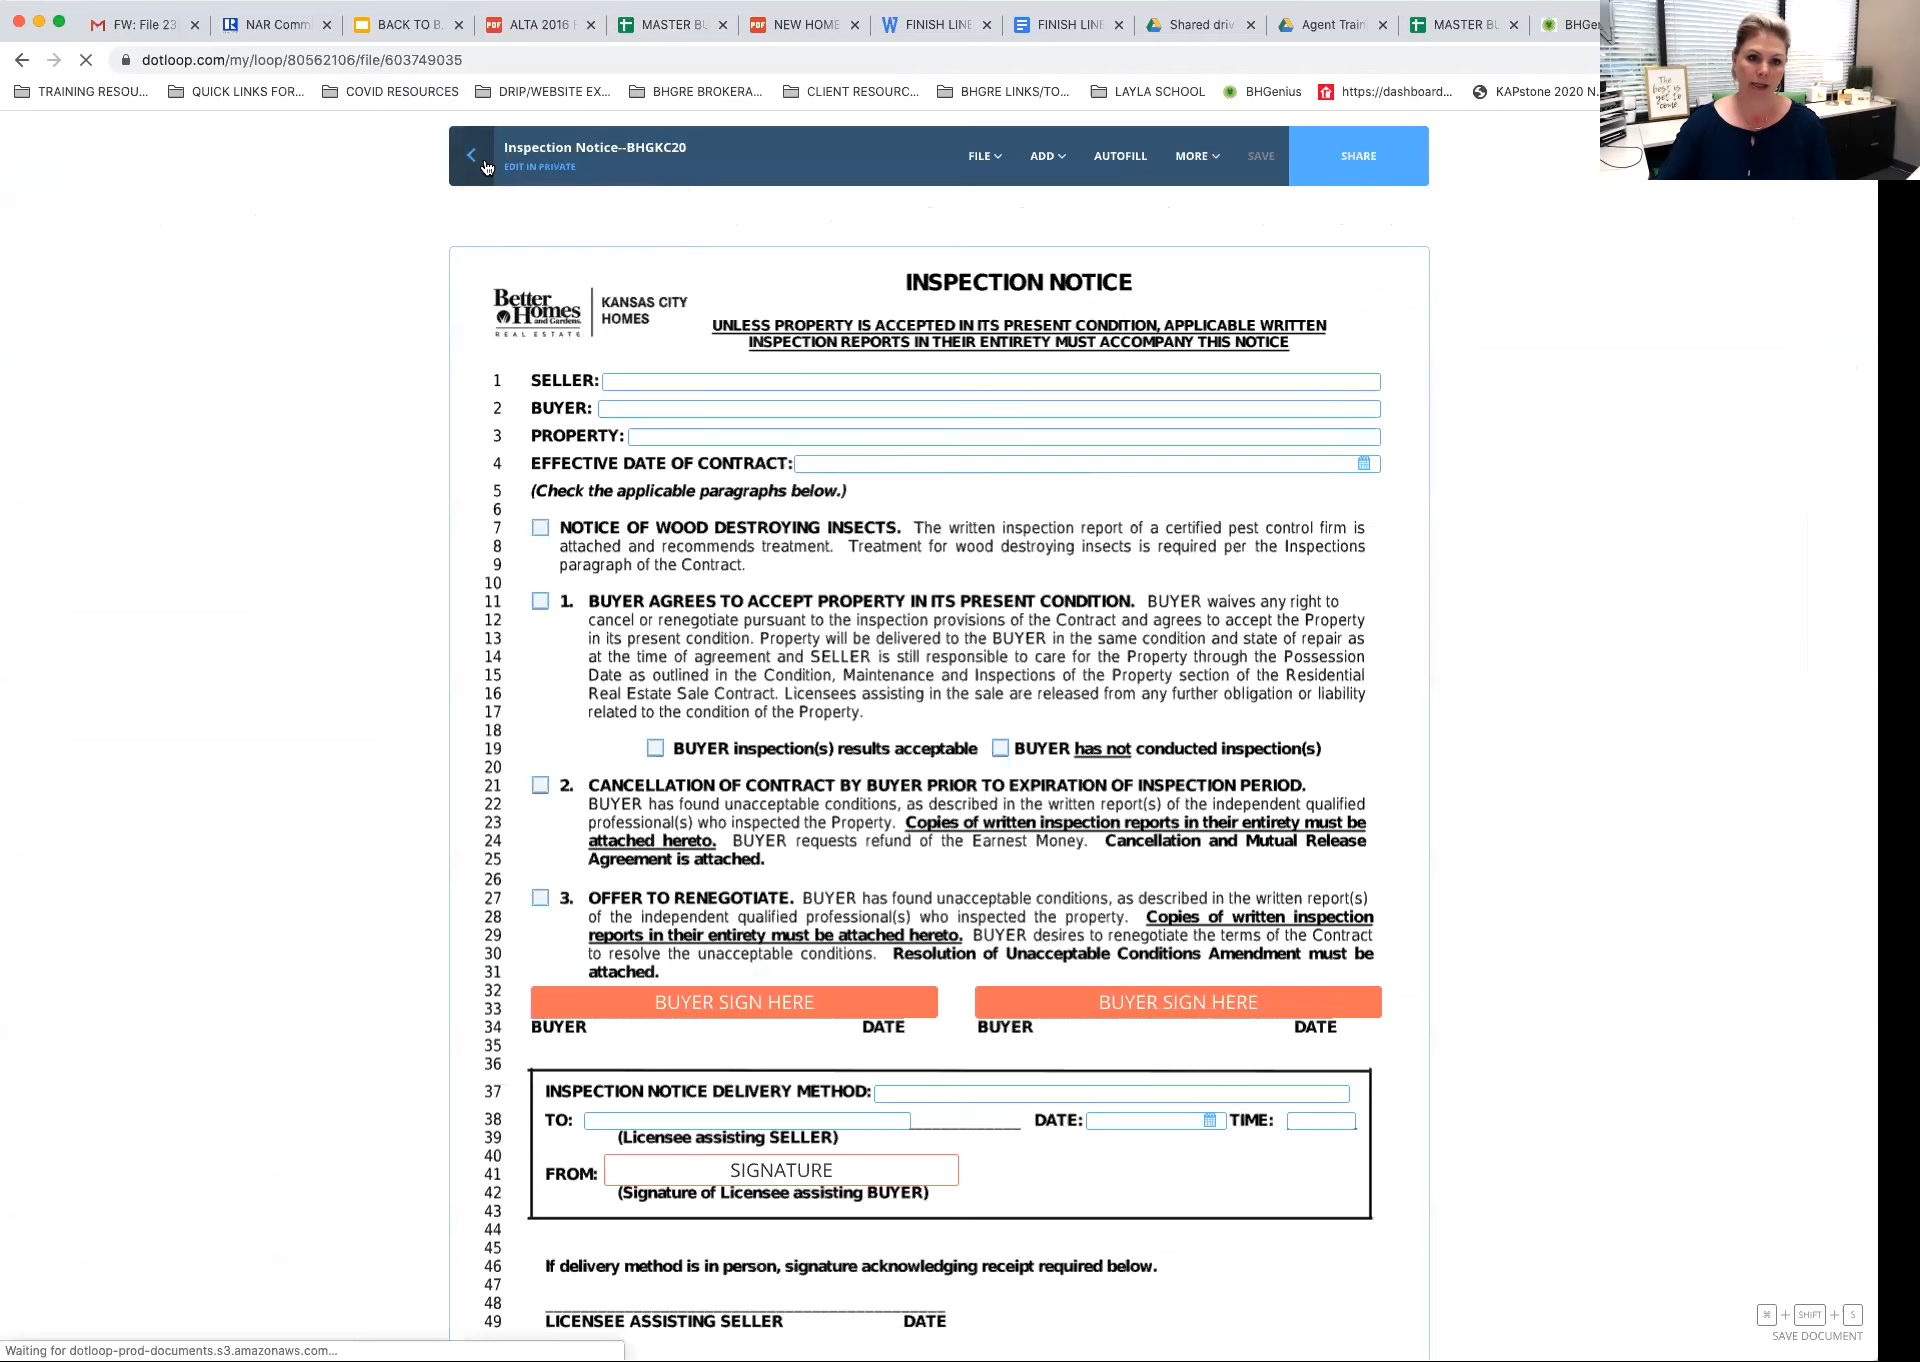 FW: File 23
NAR Comm
BACK TO B
ALTA 2016
MASTER BU
NEW HOME
FINISH LINE
FINISH LINE
Shared driv
Agent Train
MASTER BU
BHGe
dotloop.com/my/loop/80562106/file/603749035
TRAINING RESOU...
QUICK LINKS FOR...
COVID RESOURCES
DRIP/WEBSITE EX...
BHGRE BROKERA...
CLIENT RESOURC...
BHGRE LINKS/TO...
LAYLA SCHOOL
BHGenius
https://dashboard...
KAPstone 2020 N.
The best is yet to come.
Inspection Notice--BHGKC20
EDIT IN PRIVATE
FILE
ADD
AUTOFILL
MORE
SAVE
SHARE
INSPECTION NOTICE
Better Homes and Gardens REAL ESTATE
KANSAS CITY HOMES
UNLESS PROPERTY IS ACCEPTED IN ITS PRESENT CONDITION, APPLICABLE WRITTEN
INSPECTION REPORTS IN THEIR ENTIRETY MUST ACCOMPANY THIS NOTICE
1 SELLER:
2 BUYER:
3 PROPERTY:
4 EFFECTIVE DATE OF CONTRACT:
5 (Check the applicable paragraphs below.)
6
7 NOTICE OF WOOD DESTROYING INSECTS. The written inspection report of a certified pest control firm is
8 attached and recommends treatment. Treatment for wood destroying insects is required per the Inspections
9 paragraph of the Contract.
10
11 1. BUYER AGREES TO ACCEPT PROPERTY IN ITS PRESENT CONDITION. BUYER waives any right to
12 cancel or renegotiate pursuant to the inspection provisions of the Contract and agrees to accept the Property
13 in its present condition. Property will be delivered to the BUYER in the same condition and state of repair as
14 at the time of agreement and SELLER is still responsible to care for the Property through the Possession
15 Date as outlined in the Condition, Maintenance and Inspections of the Property section of the Residential
16 Real Estate Sale Contract. Licensees assisting in the sale are released from any further obligation or liability
17 related to the condition of the Property.
18
19 BUYER inspection(s) results acceptable BUYER has not conducted inspection(s)
20
21 2. CANCELLATION OF CONTRACT BY BUYER PRIOR TO EXPIRATION OF INSPECTION PERIOD.
22 BUYER has found unacceptable conditions, as described in the written report(s) of the independent qualified
23 professional(s) who inspected the Property. Copies of written inspection reports in their entirety must be
24 attached hereto. BUYER requests refund of the Earnest Money. Cancellation and Mutual Release
25 Agreement is attached.
26
27 3. OFFER TO RENEGOTIATE. BUYER has found unacceptable conditions, as described in the written report(s)
28 of the independent qualified professional(s) who inspected the property. Copies of written inspection
29 reports in their entirety must be attached hereto. BUYER desires to renegotiate the terms of the Contract
30 to resolve the unacceptable conditions. Resolution of Unacceptable Conditions Amendment must be
31 attached.
32
33 BUYER SIGN HERE BUYER SIGN HERE
34 BUYER DATE BUYER DATE
35
36
37 INSPECTION NOTICE DELIVERY METHOD:
38 TO: DATE: TIME:
39 (Licensee assisting SELLER)
40
41 FROM: SIGNATURE
42 (Signature of Licensee assisting BUYER)
43
44
45
46 If delivery method is in person, signature acknowledging receipt required below.
47
48
49 LICENSEE ASSISTING SELLER DATE
⌘ + SHIFT + S
SAVE DOCUMENT
Waiting for dotloop-prod-documents.s3.amazonaws.com...